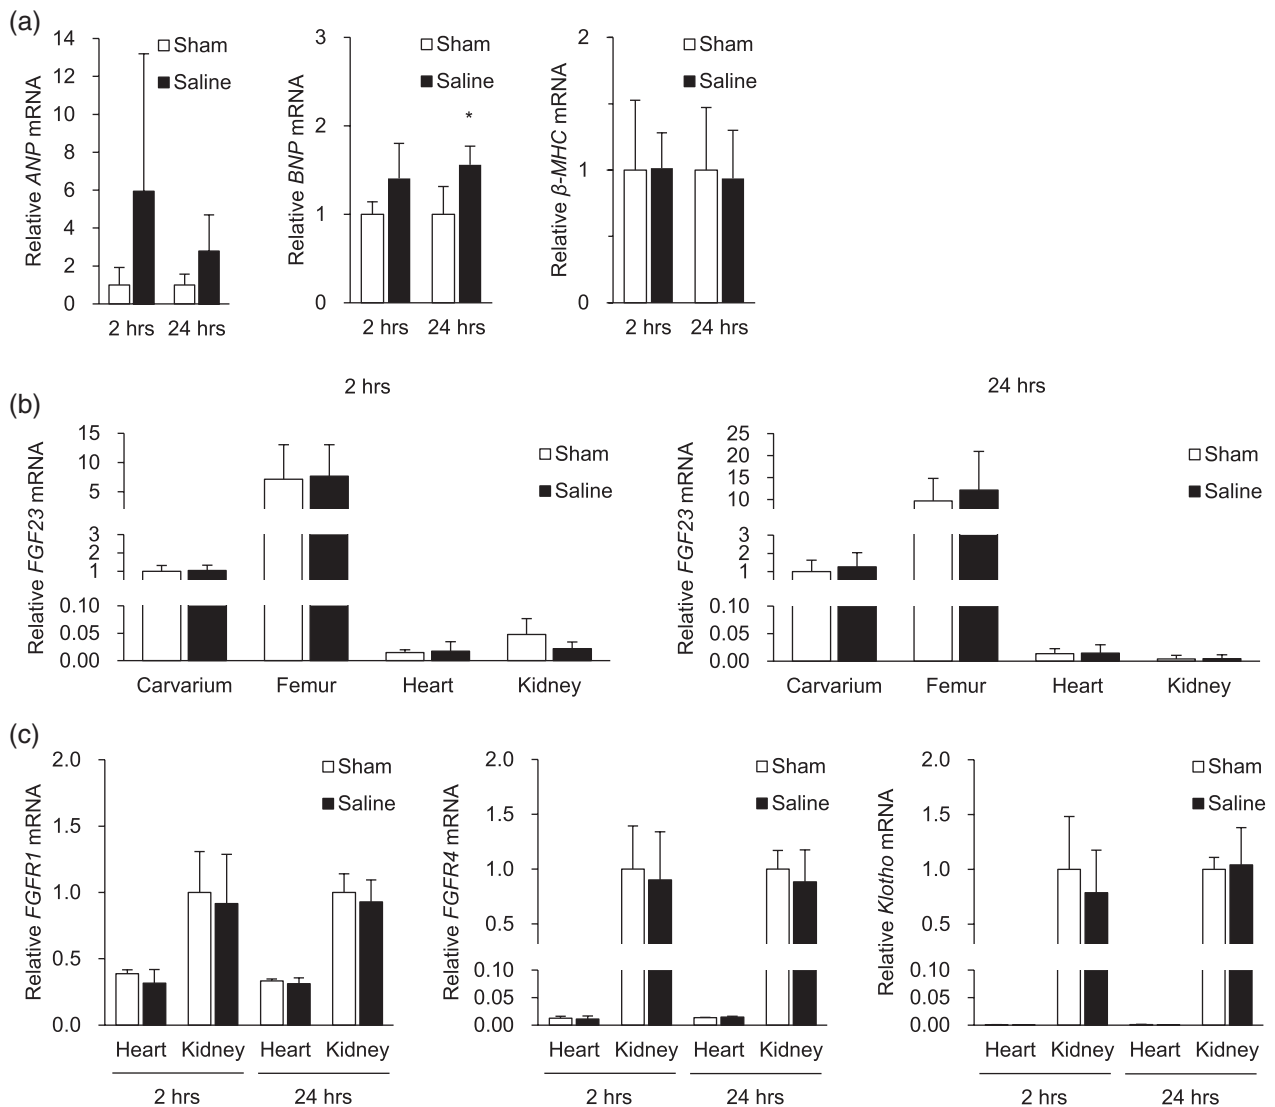 (a)
Relative ANP mRNA
14
12
10
8
6
4
2
0
Sham
Saline
2 hrs 24 hrs
Relative BNP mRNA
3
2
1
0
Sham
Saline
*
2 hrs 24 hrs
Relative β-MHC mRNA
2
1
0
Sham
Saline
2 hrs 24 hrs
(b)
2 hrs
Relative FGF23 mRNA
15
10
5
3
2
1
0.10
0.05
0.00
Sham
Saline
Carvarium Femur Heart Kidney
24 hrs
Relative FGF23 mRNA
25
20
15
10
3
2
1
0.10
0.05
0.00
Sham
Saline
Carvarium Femur Heart Kidney
(c)
Relative FGFR1 mRNA
2.0
1.5
1.0
0.5
0.0
Sham
Saline
Heart Kidney Heart Kidney
2 hrs 24 hrs
Relative FGFR4 mRNA
2.0
1.5
1.0
0.5
0.10
0.05
0.00
Sham
Saline
Heart Kidney Heart Kidney
2 hrs 24 hrs
Relative Klotho mRNA
2.0
1.5
1.0
0.5
0.10
0.05
0.00
Sham
Saline
Heart Kidney Heart Kidney
2 hrs 24 hrs